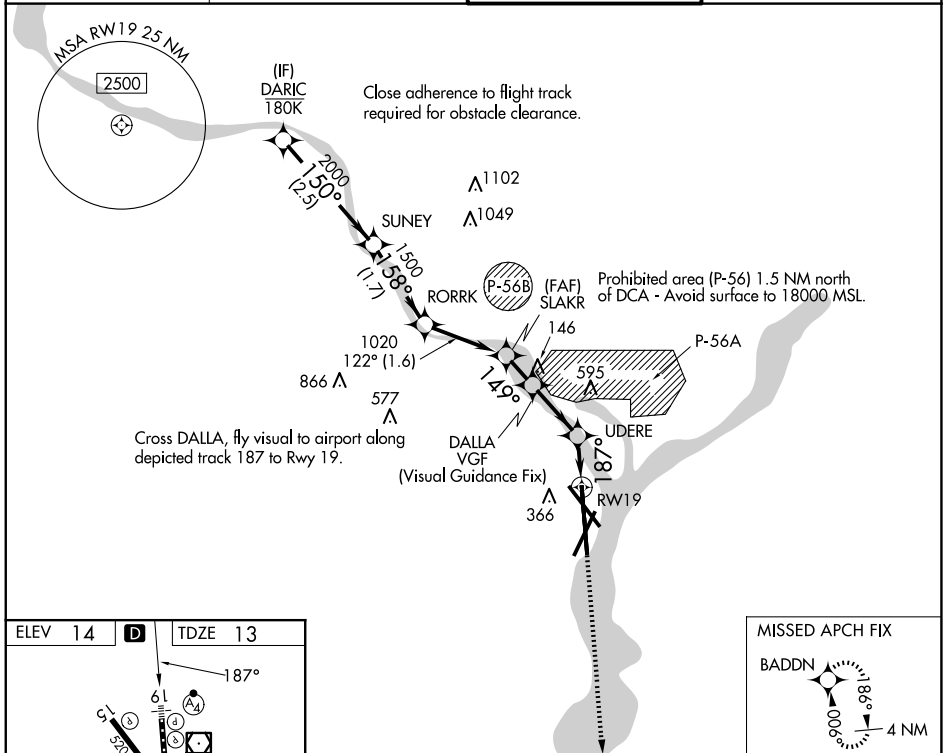 MSA RW19 25 NM
2500
(IF)
DARIC
180K
Close adherence to flight track
required for obstacle clearance.
2000
150°
(2.5)
1102
1049
SUNEY
1500
158°
(1.7)
RORRK
P-56B
(FAF)
SLAKR
146
Prohibited area (P-56) 1.5 NM north
of DCA - Avoid surface to 18000 MSL.
P-56A
1020
122° (1.6)
866
577
149°
595
Cross DALLA, fly visual to airport along
depicted track 187 to Rwy 19.
DALLA
VGF
(Visual Guidance Fix)
UDERE
187°
366
RW19
ELEV 14 D TDZE 13
187°
19
A4
15
P
P
520
MISSED APCH FIX
BADDN
186°
006°
4 NM